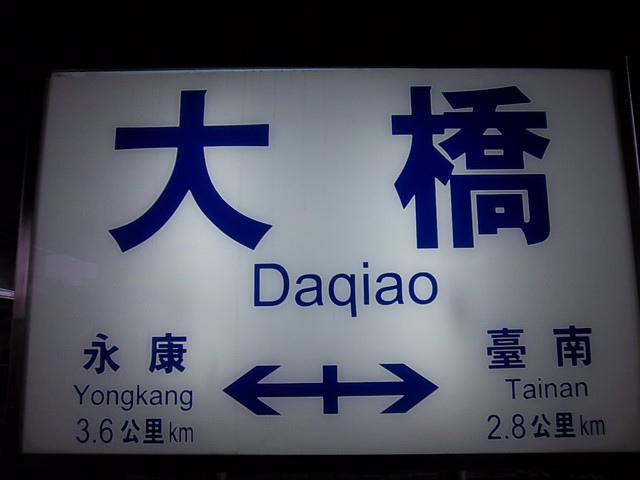 大橋
Daqiao
永康
Yongkang
3.6公里km
臺南
Tainan
2.8公里km